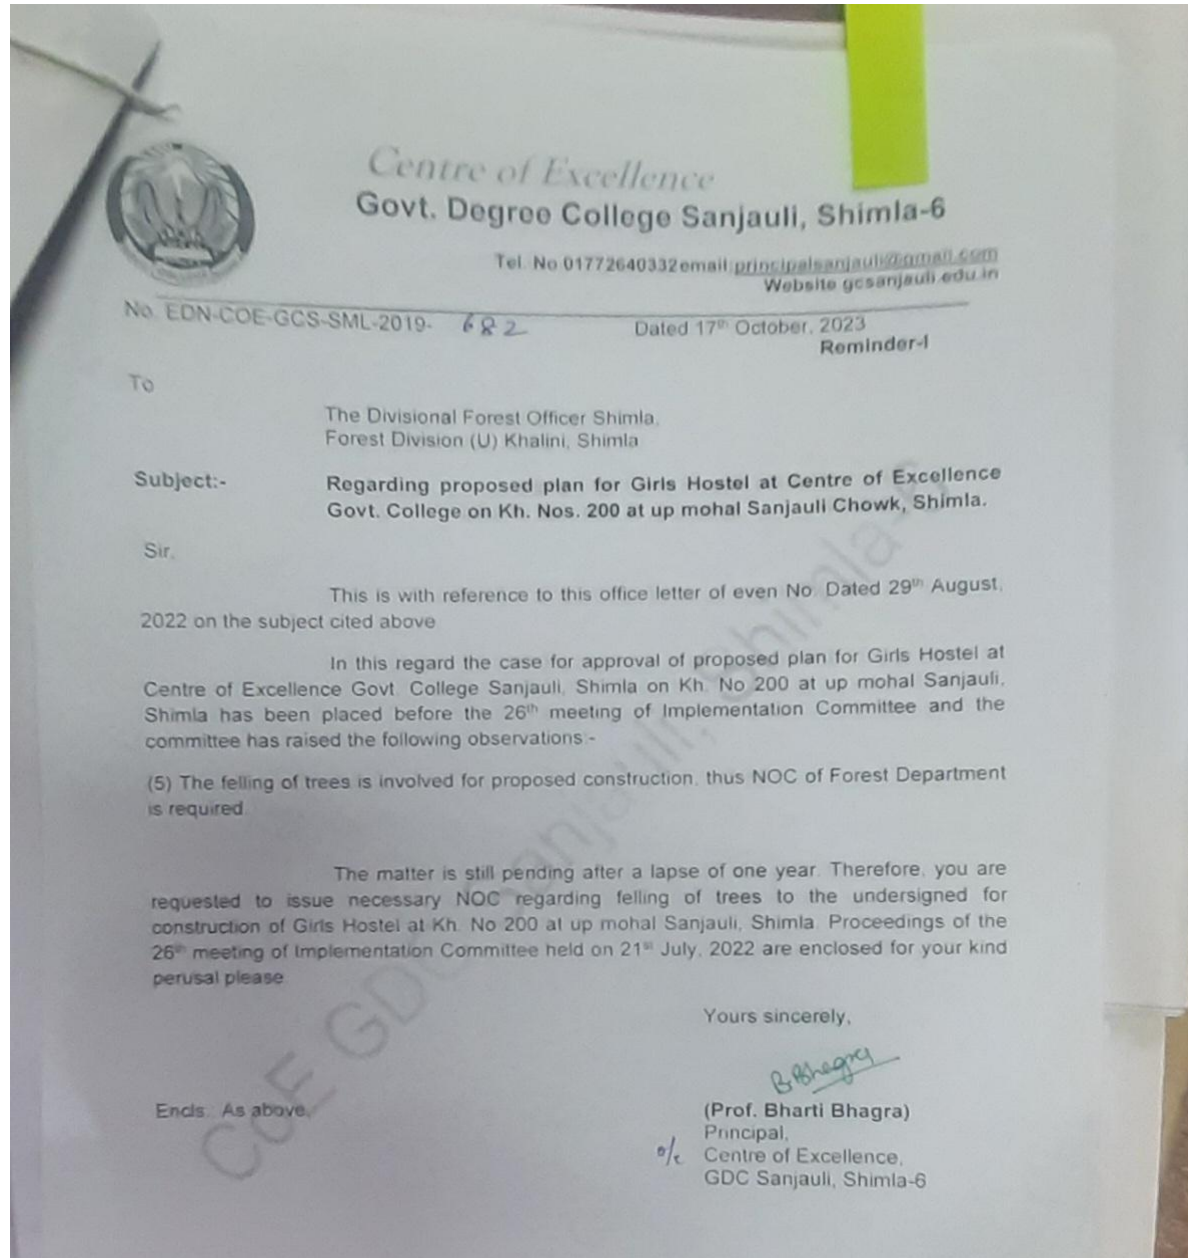 Centre of Excellence
Govt. Degree College Sanjauli, Shimla-6
Tel. No 01772640332 email principalsanjauli@gmail.com
Website gcsanjauli.edu.in
No. EDN-COE-GCS-SML-2019- 682 Dated 17th October, 2023
Reminder-I
To
The Divisional Forest Officer Shimla,
Forest Division (U) Khalini, Shimla
Subject:- Regarding proposed plan for Girls Hostel at Centre of Excellence
Govt. College on Kh. Nos. 200 at up mohal Sanjauli Chowk, Shimla.
Sir,
This is with reference to this office letter of even No. Dated 29th August,
2022 on the subject cited above
In this regard the case for approval of proposed plan for Girls Hostel at
Centre of Excellence Govt. College Sanjauli, Shimla on Kh. No 200 at up mohal Sanjauli,
Shimla has been placed before the 26th meeting of Implementation Committee and the
committee has raised the following observations:-
(5) The felling of trees is involved for proposed construction, thus NOC of Forest Department
is required.
The matter is still pending after a lapse of one year. Therefore, you are
requested to issue necessary NOC regarding felling of trees to the undersigned for
construction of Girls Hostel at Kh. No 200 at up mohal Sanjauli, Shimla. Proceedings of the
26th meeting of Implementation Committee held on 21st July, 2022 are enclosed for your kind
perusal please.
Yours sincerely,
B Bhagra
Encls.: As above,
(Prof. Bharti Bhagra)
Principal,
o/c Centre of Excellence,
GDC Sanjauli, Shimla-6
CoE GDC Sanjauli, Shimla-6